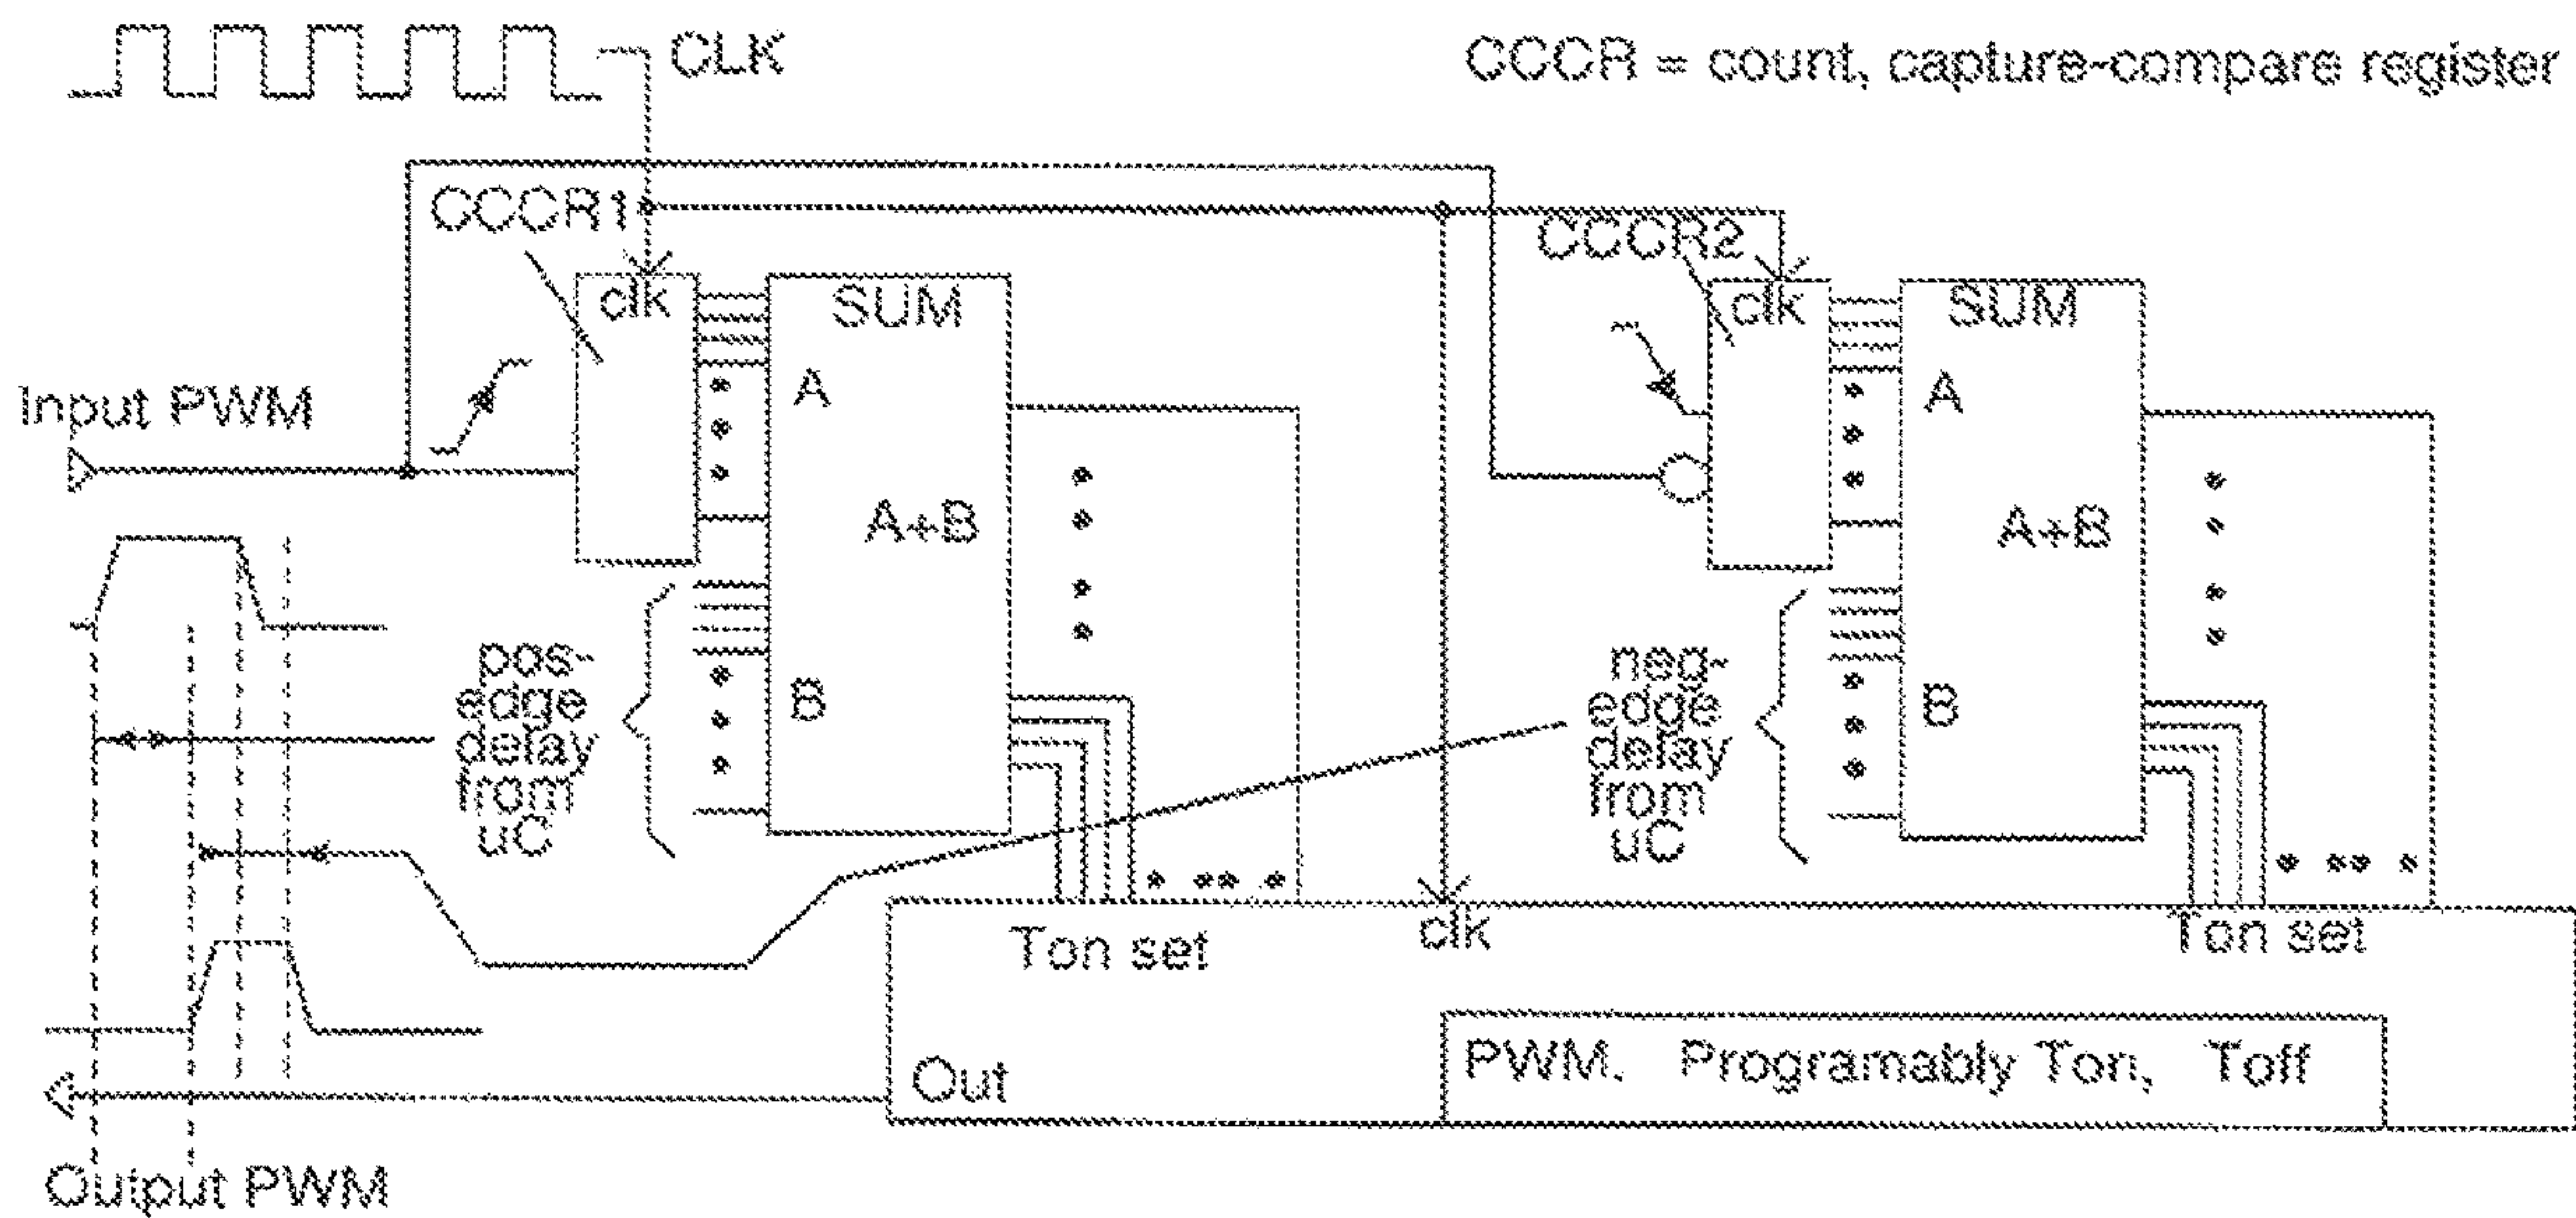 CLK
CCCR = count, capture-compare register
CCCR1
CCCR2
clk
SUM
clk
SUM
A
A
Input PWM
A+B
A+B
pos-
edge
delay
from
uC
B
neg-
edge
delay
from
uC
B
Ton set
clk
Ton set
Out
PWM. Programably Ton, Toff
Output PWM